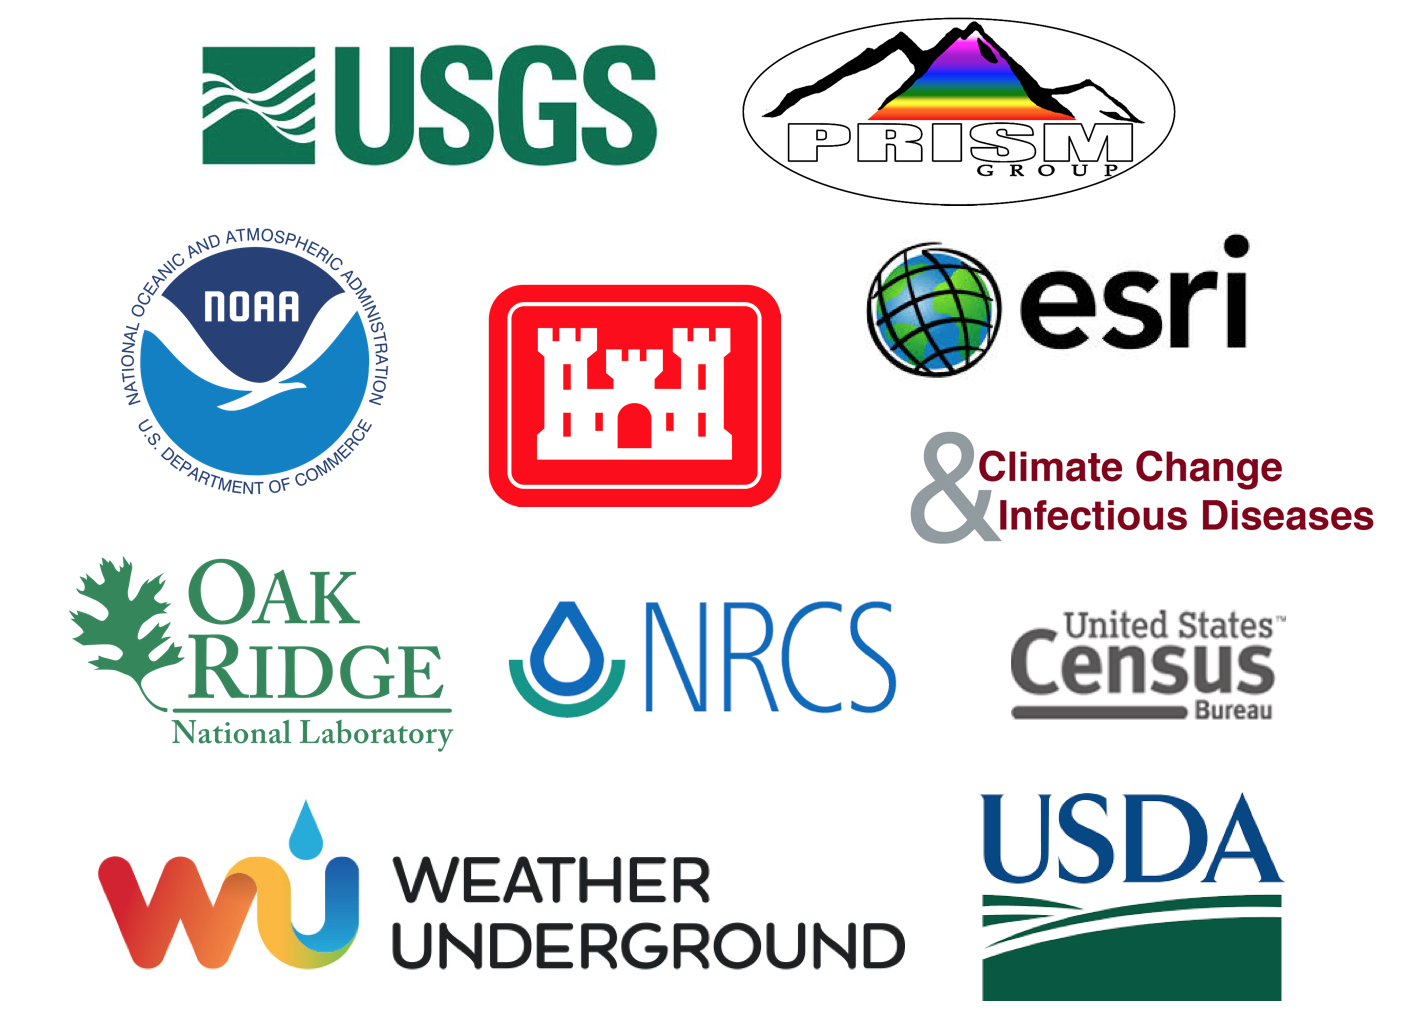 USGS
PRISM
GROUP
NATIONAL OCEANIC AND ATMOSPHERIC ADMINISTRATION
NOAA
U.S. DEPARTMENT OF COMMERCE
esri
& Climate Change
Infectious Diseases
OAK
RIDGE
National Laboratory
NRCS
United States™
Census
Bureau
WU
WEATHER
UNDERGROUND
USDA